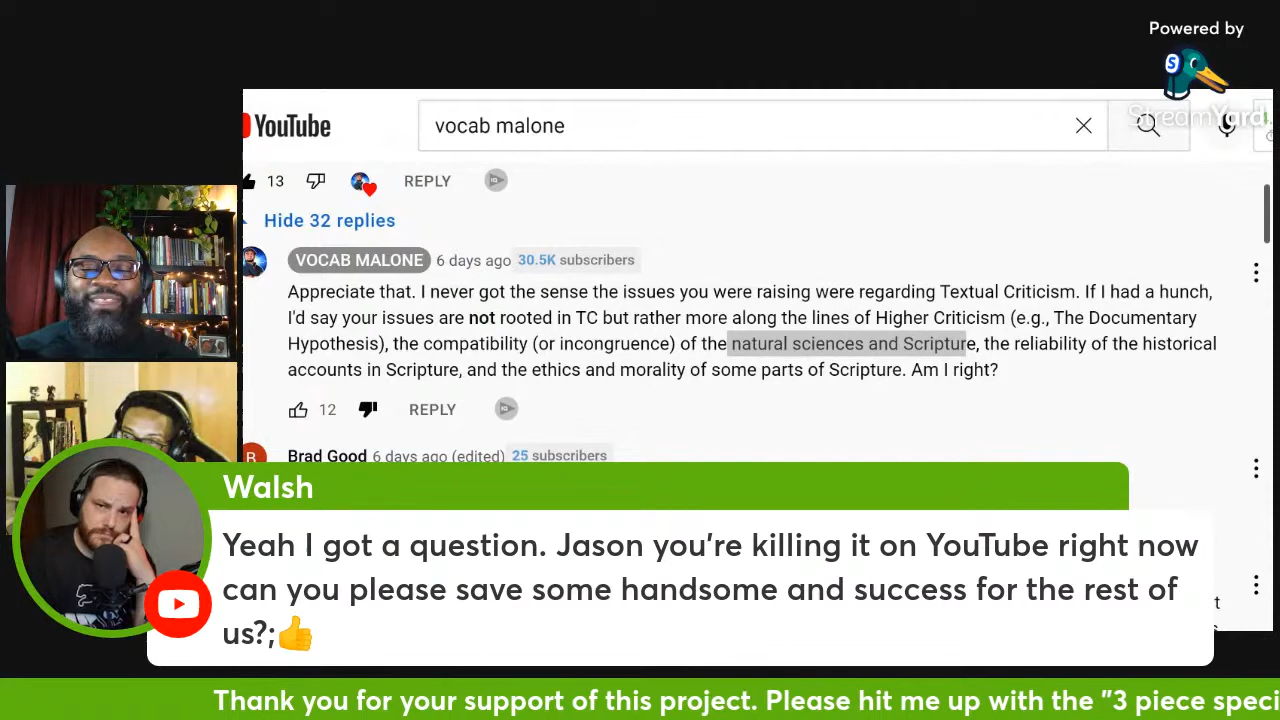 Powered by
S
StreamYard
YouTube
vocab malone
13
REPLY
Hide 32 replies
VOCAB MALONE 6 days ago 30.5K subscribers
Appreciate that. I never got the sense the issues you were raising were regarding Textual Criticism. If I had a hunch,
I'd say your issues are not rooted in TC but rather more along the lines of Higher Criticism (e.g., The Documentary
Hypothesis), the compatibility (or incongruence) of the natural sciences and Scripture, the reliability of the historical
accounts in Scripture, and the ethics and morality of some parts of Scripture. Am I right?
12 REPLY
B Brad Good 6 days ago (edited) 25 subscribers
Walsh
Yeah I got a question. Jason you're killing it on YouTube right now
can you please save some handsome and success for the rest of
us?;👍
Thank you for your support of this project. Please hit me up with the "3 piece speci